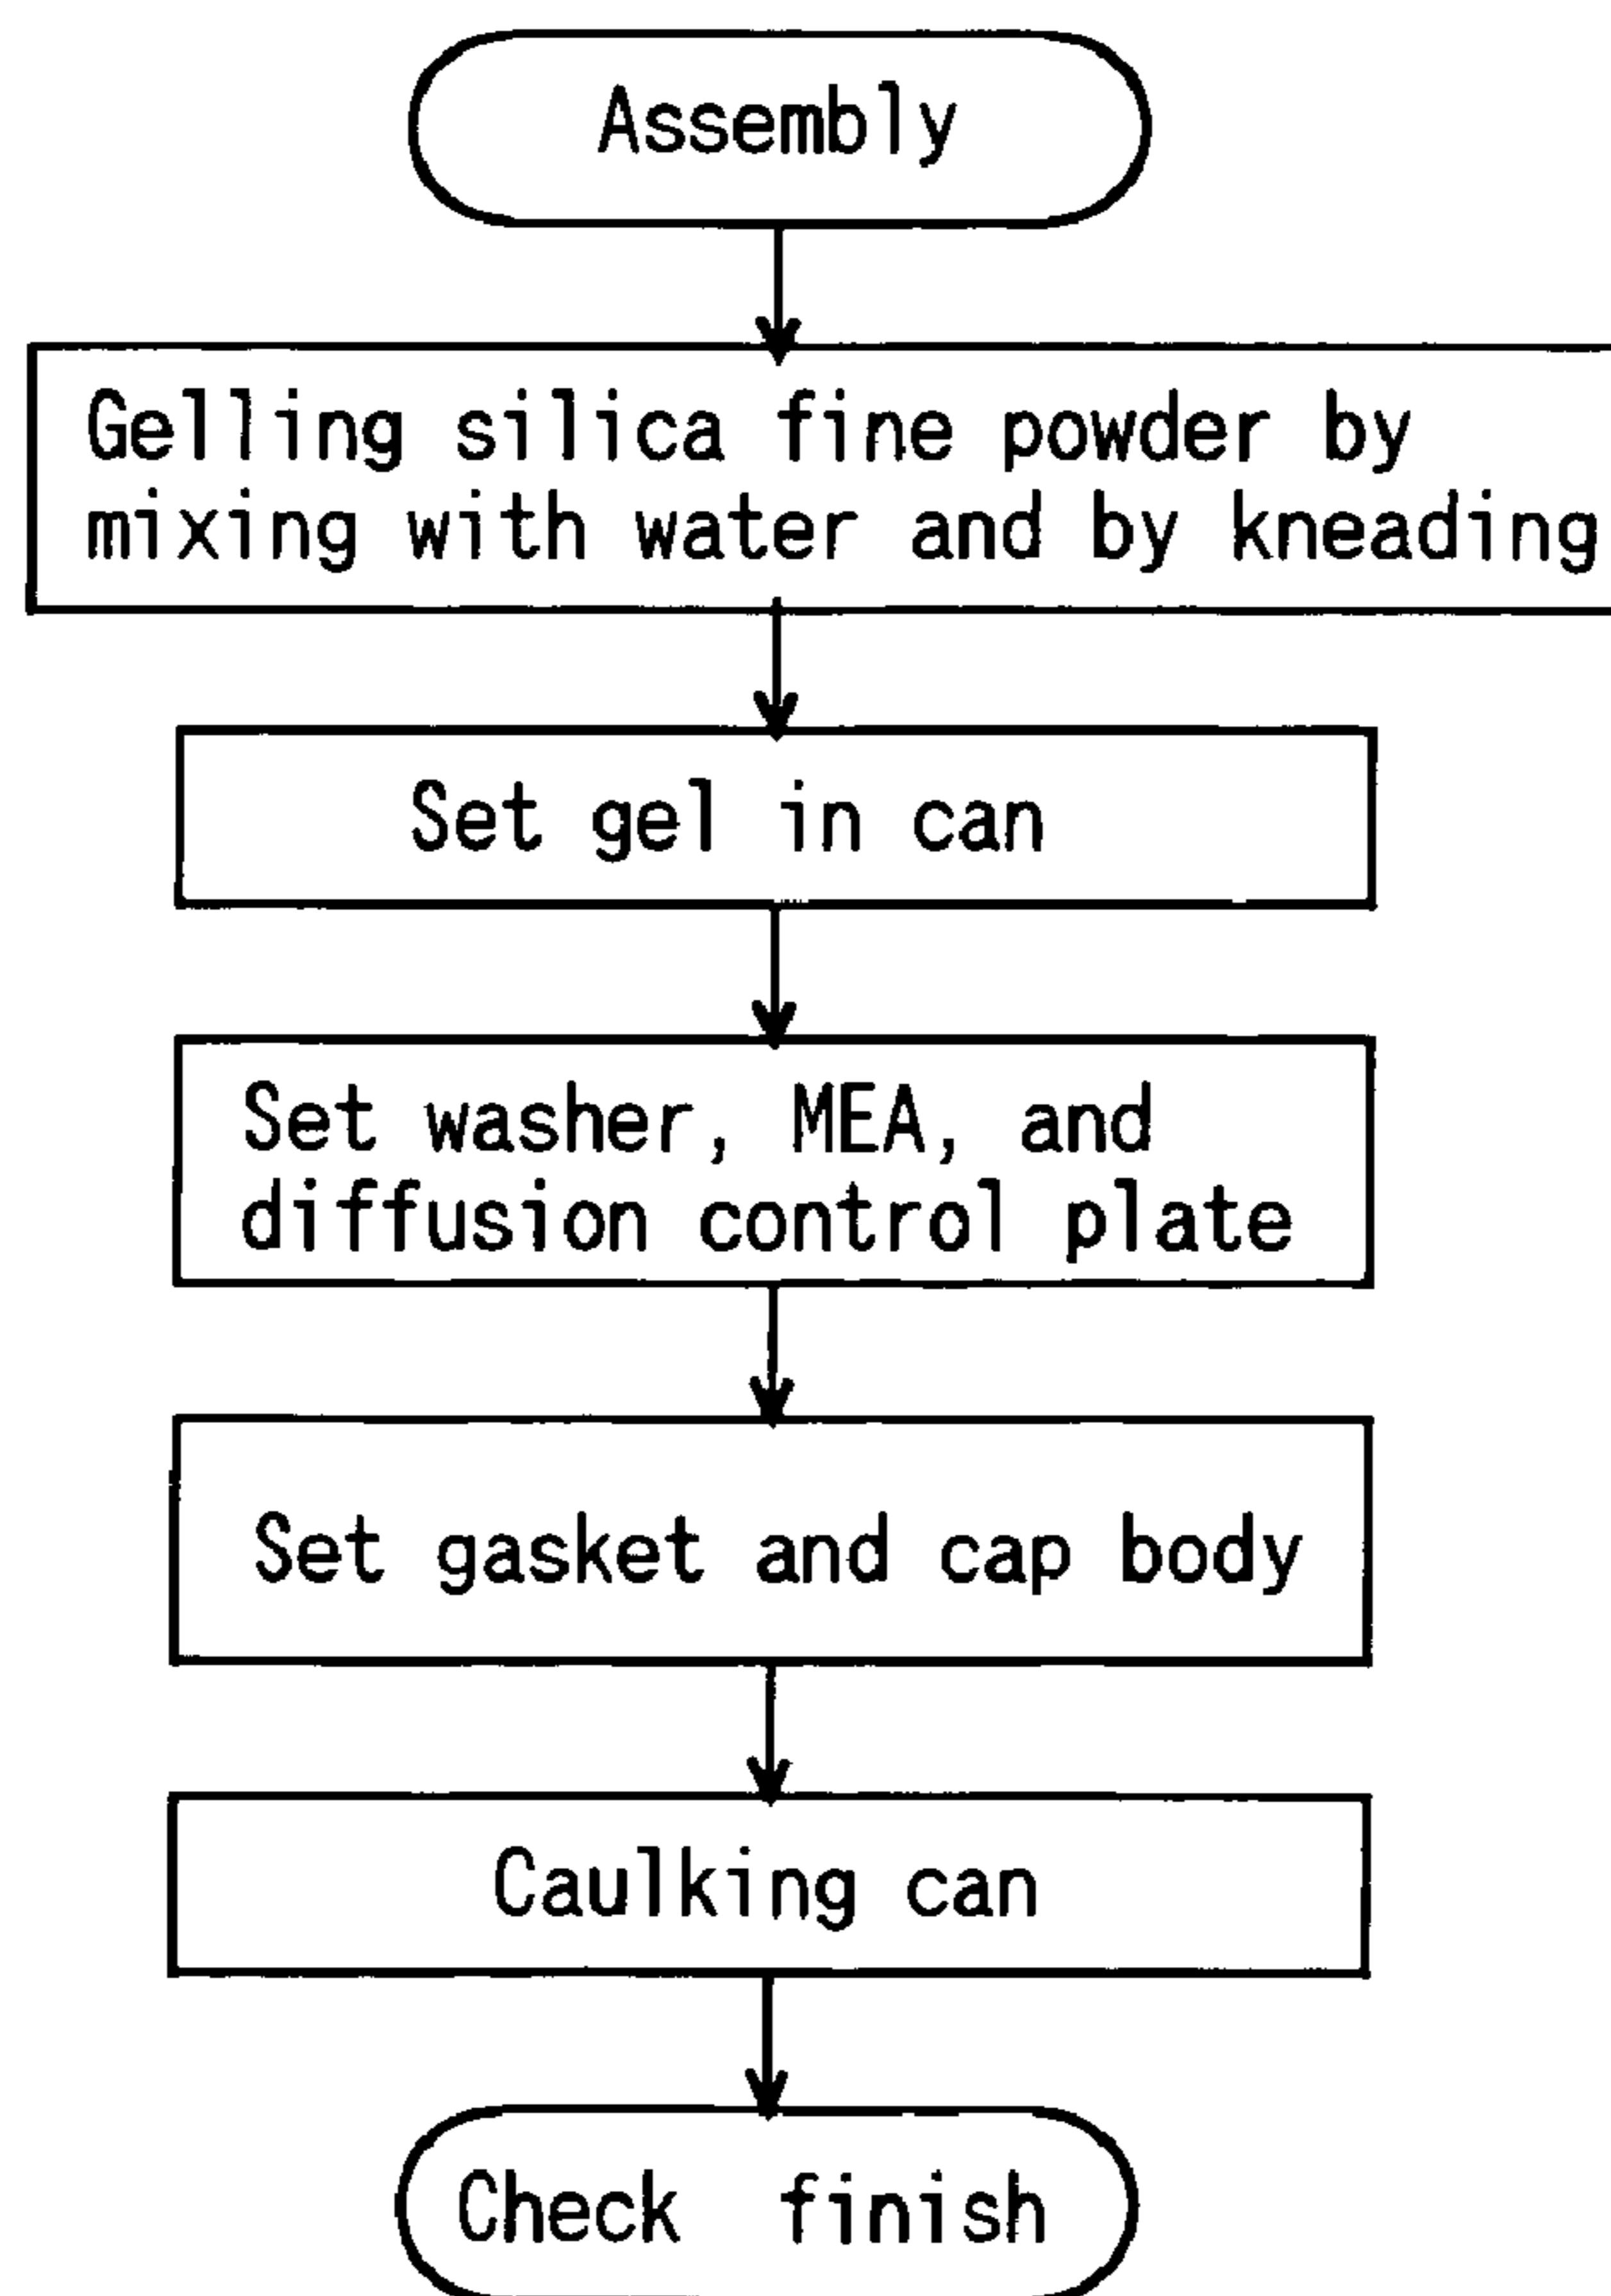 Assembly
Gelling silica fine powder by
mixing with water and by kneading
Set gel in can
Set washer, MEA, and
diffusion control plate
Set gasket and cap body
Caulking can
Check finish